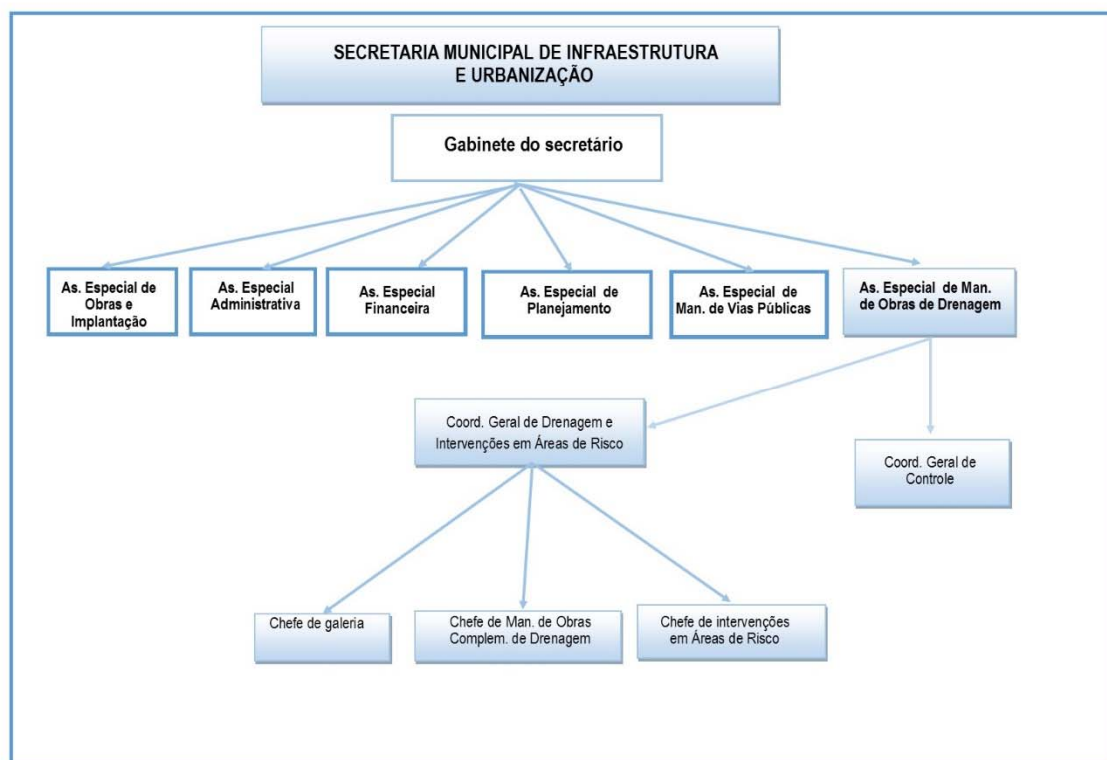 SECRETARIA MUNICIPAL DE INFRAESTRUTURA
E URBANIZAÇÃO
Gabinete do secretário
As. Especial de
Obras e
Implantação
As. Especial
Administrativa
As. Especial
Financeira
As. Especial de
Planejamento
As. Especial de
Man. de Vias Públicas
As. Especial de Man.
de Obras de Drenagem
Coord. Geral de Drenagem e
Intervenções em Áreas de Risco
Coord. Geral de
Controle
Chefe de galeria
Chefe de Man. de Obras
Complem. de Drenagem
Chefe de intervenções
em Áreas de Risco